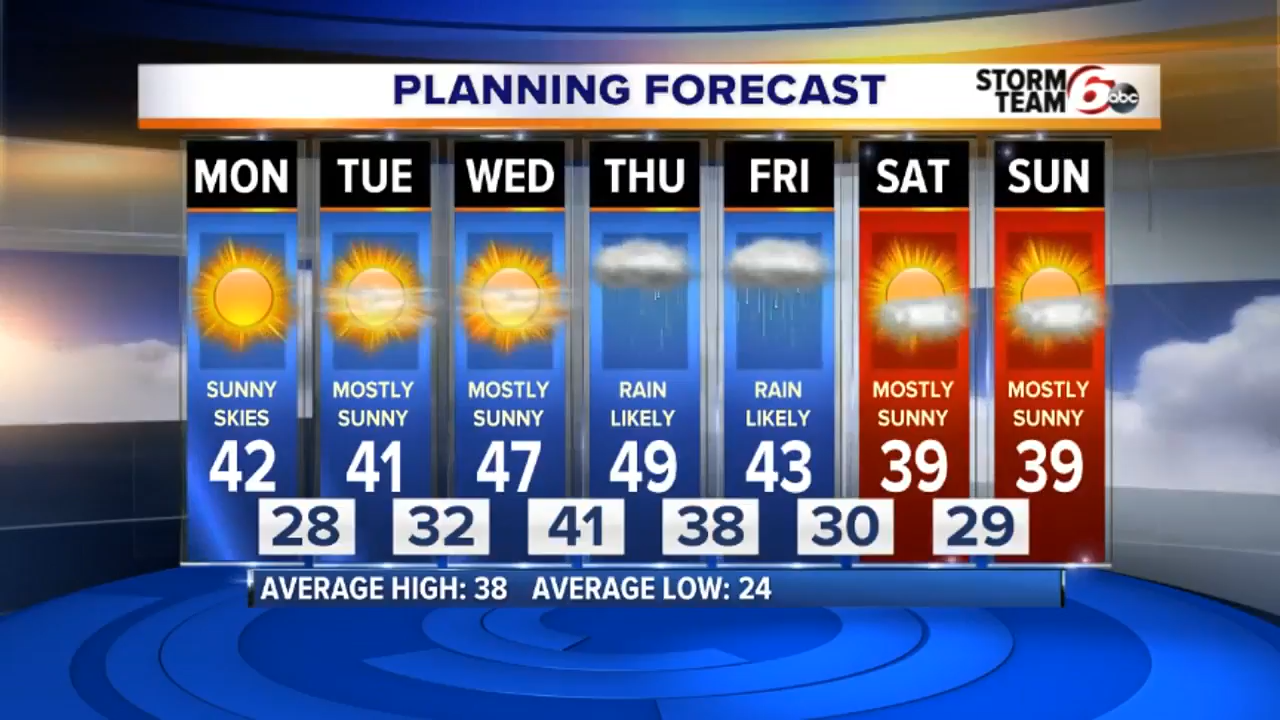 PLANNING FORECAST
STORM
TEAM 6 abc
MON TUE WED THU FRI SAT SUN
SUNNY MOSTLY MOSTLY RAIN RAIN MOSTLY MOSTLY
SKIES SUNNY SUNNY LIKELY LIKELY SUNNY SUNNY
42 41 47 49 43 39 39
28 32 41 38 30 29
AVERAGE HIGH: 38 AVERAGE LOW: 24